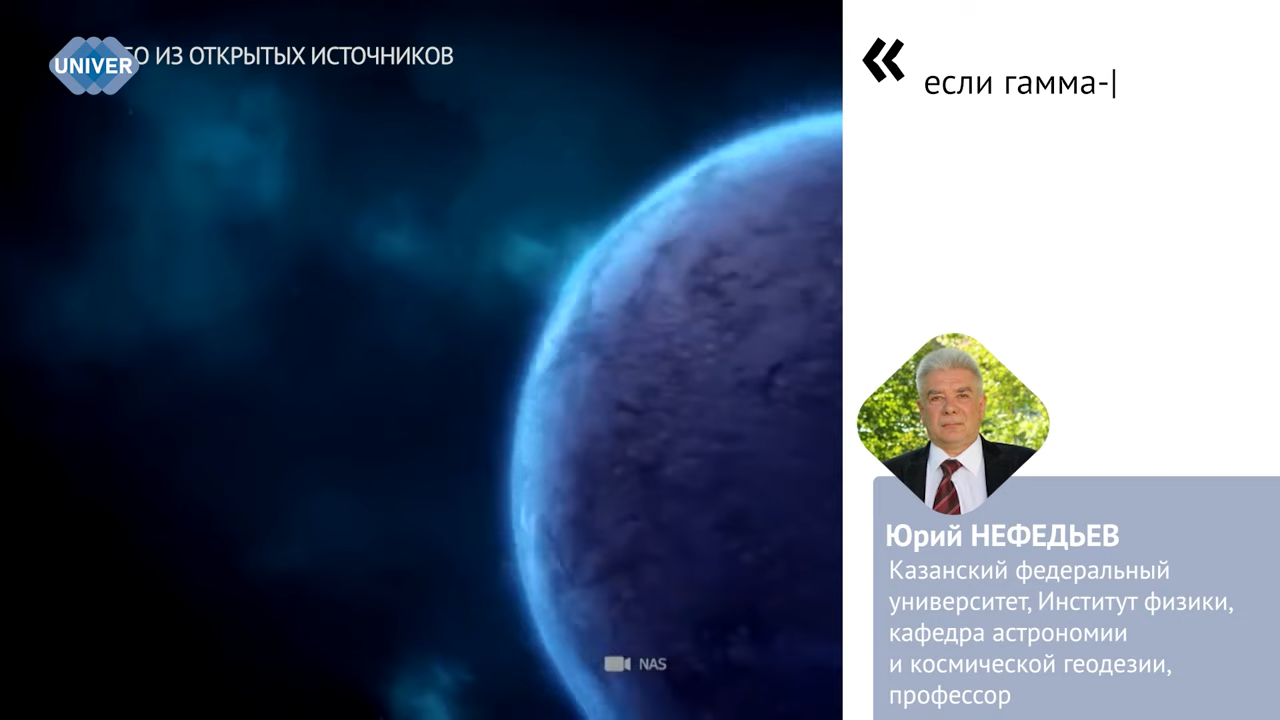 UNIVER
ИЗ ОТКРЫТЫХ ИСТОЧНИКОВ
« если гамма-
NAS
Юрий НЕФЕДЬЕВ
Казанский федеральный
университет, Институт физики,
кафедра астрономии
и космической геодезии,
профессор